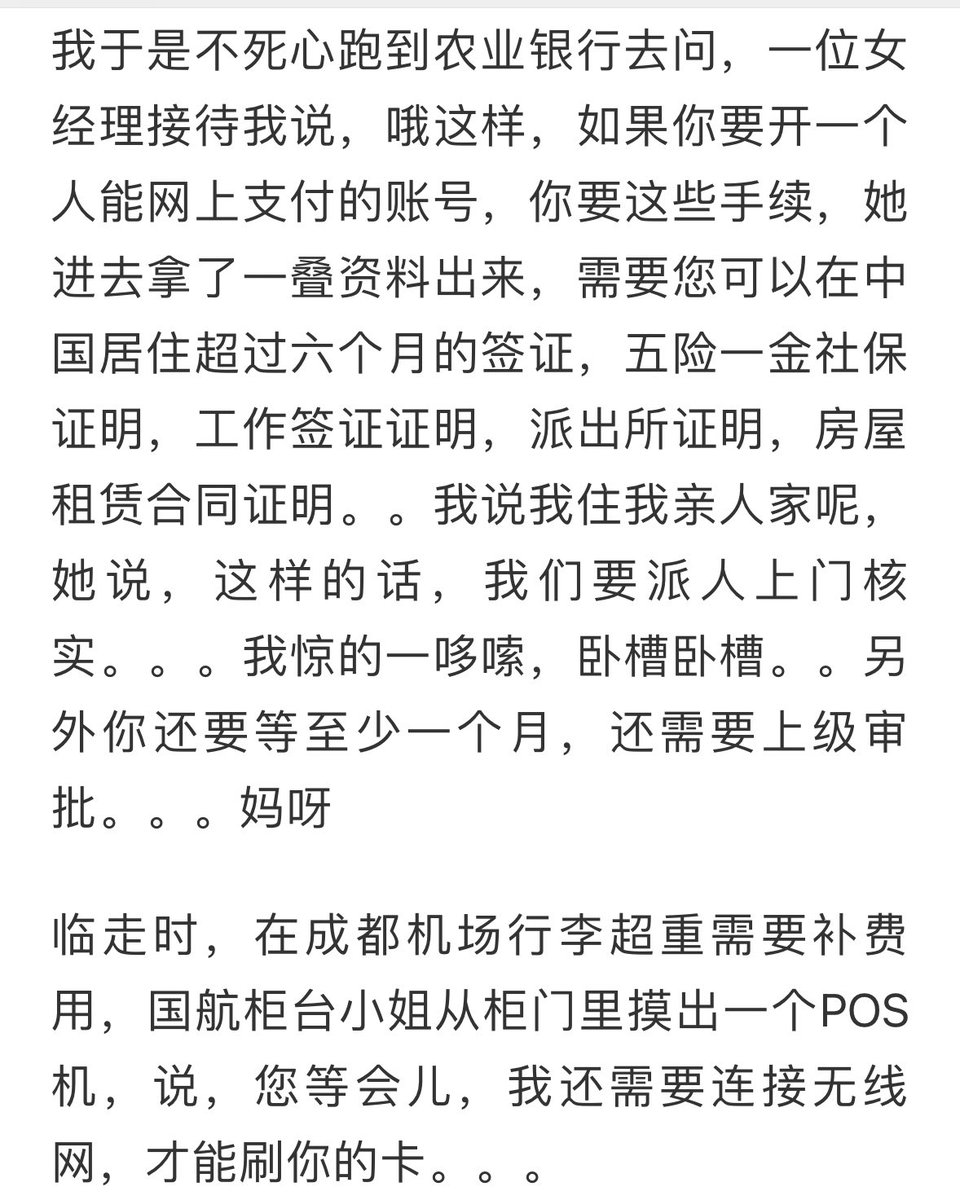 我于是不死心跑到农业银行去问，一位女
经理接待我说，哦这样，如果你要开一个
人能网上支付的账号，你要这些手续，她
进去拿了一叠资料出来，需要您可以在中
国居住超过六个月的签证，五险一金社保
证明，工作签证证明，派出所证明，房屋
租赁合同证明。。我说我住我亲人家呢，
她说，这样的话，我们要派人上门核
实。。。我惊的一哆嗦，卧槽卧槽。。另
外你还要等至少一个月，还需要上级审
批。。。妈呀
临走时，在成都机场行李超重需要补费
用，国航柜台小姐从柜门里摸出一个POS
机，说，您等会儿，我还需要连接无线
网，才能刷你的卡。。。